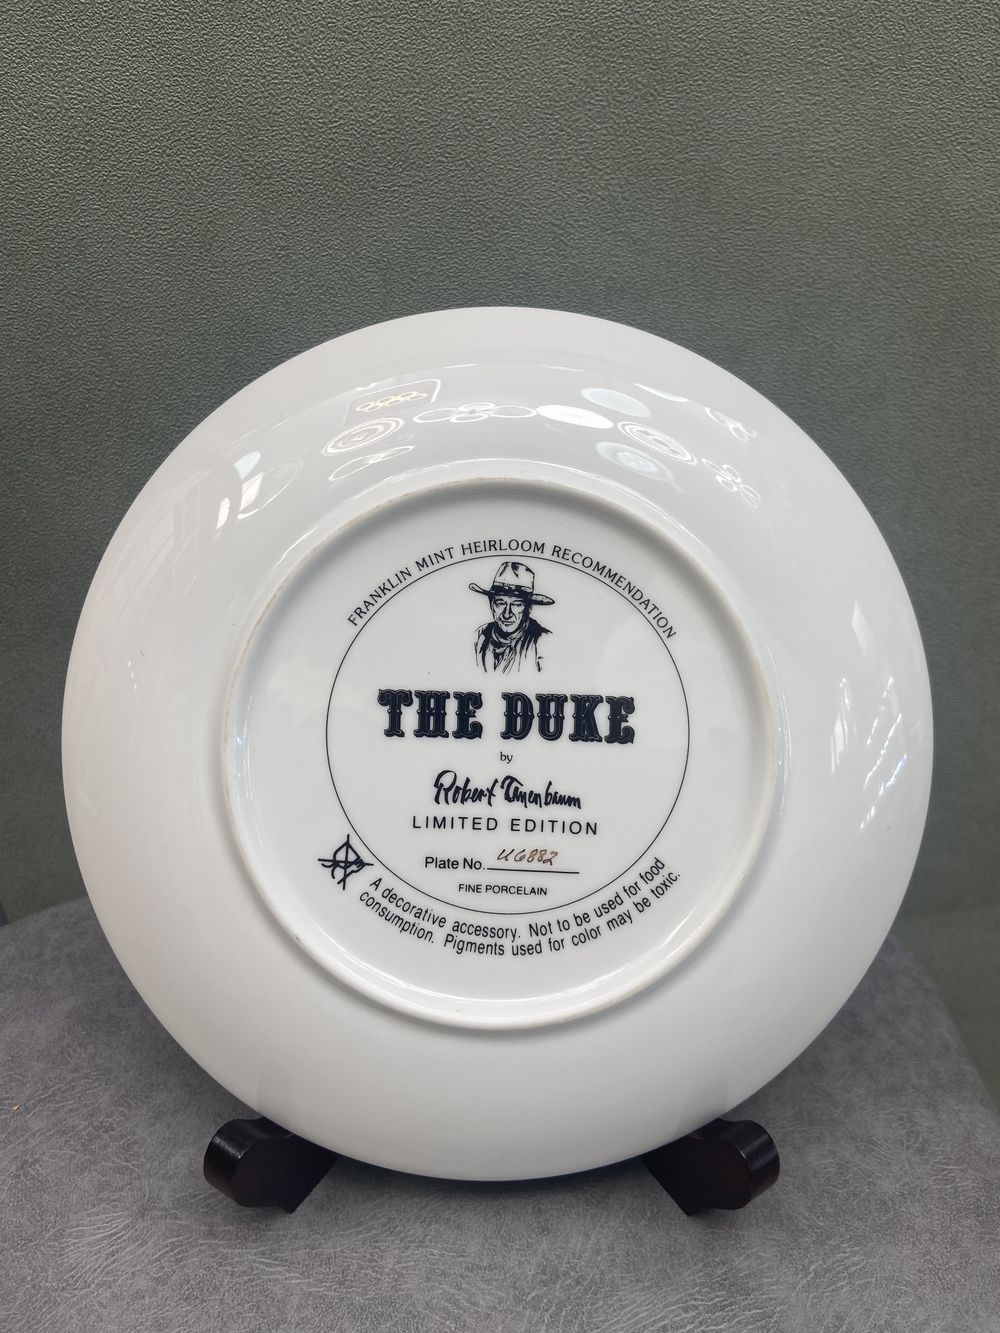 FRANKLIN MINT HEIRLOOM RECOMMENDATION
THE DUKE
by
Robert Tanenbaum
LIMITED EDITION
Plate No. U6882
FINE PORCELAIN
A decorative accessory. Not to be used for food
consumption. Pigments used for color may be toxic.